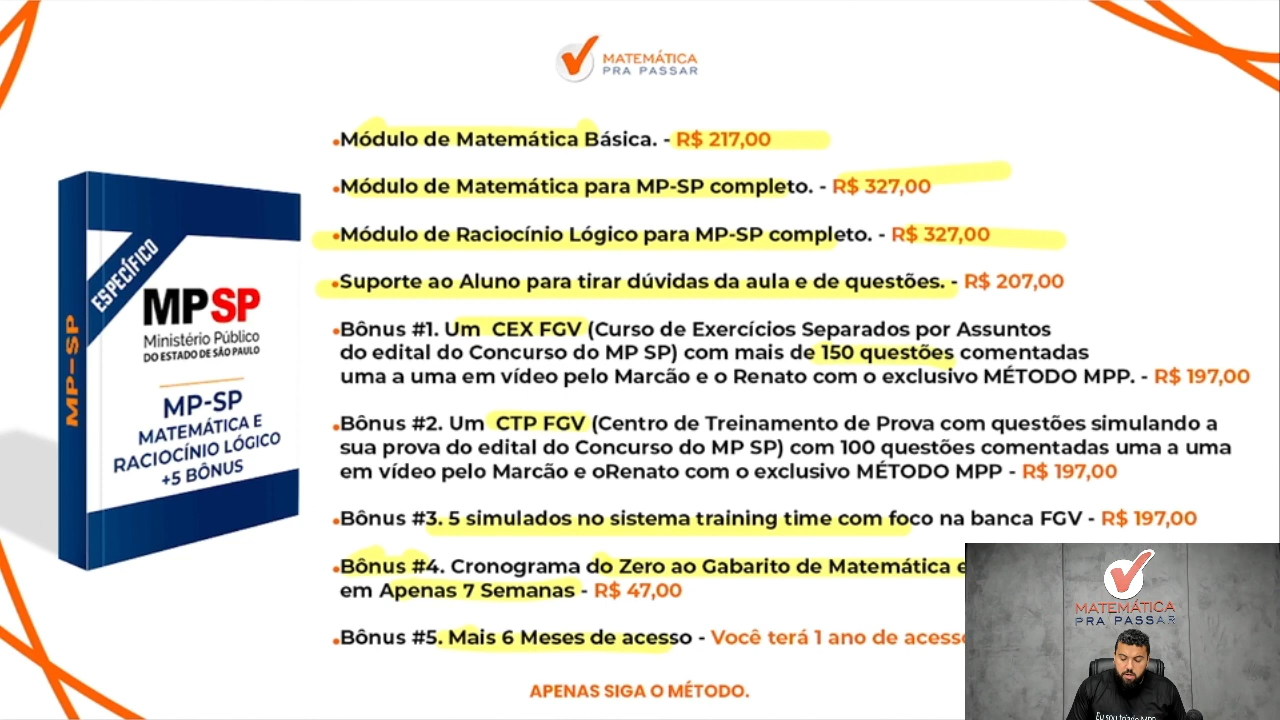 MATEMÁTICA
PRA PASSAR
•Módulo de Matemática Básica. - R$ 217,00
•Módulo de Matemática para MP-SP completo. - R$ 327,00
•Módulo de Raciocínio Lógico para MP-SP completo. - R$ 327,00
•Suporte ao Aluno para tirar dúvidas da aula e de questões. - R$ 207,00
•Bônus #1. Um CEX FGV (Curso de Exercícios Separados por Assuntos
do edital do Concurso do MP SP) com mais de 150 questões comentadas
uma a uma em vídeo pelo Marcão e o Renato com o exclusivo MÉTODO MPP. - R$ 197,00
•Bônus #2. Um CTP FGV (Centro de Treinamento de Prova com questões simulando a
sua prova do edital do Concurso do MP SP) com 100 questões comentadas uma a uma
em vídeo pelo Marcão e oRenato com o exclusivo MÉTODO MPP - R$ 197,00
•Bônus #3. 5 simulados no sistema training time com foco na banca FGV - R$ 197,00
•Bônus #4. Cronograma do Zero ao Gabarito de Matemática e
em Apenas 7 Semanas - R$ 47,00
•Bônus #5. Mais 6 Meses de acesso - Você terá 1 ano de acesso
APENAS SIGA O MÉTODO.
MP-SP
ESPECÍFICO
MPSP
Ministério Público
DO ESTADO DE SÃO PAULO
MP-SP
MATEMÁTICA E
RACIOCÍNIO LÓGICO
+5 BÔNUS
MATEMÁTICA
PRA PASSAR